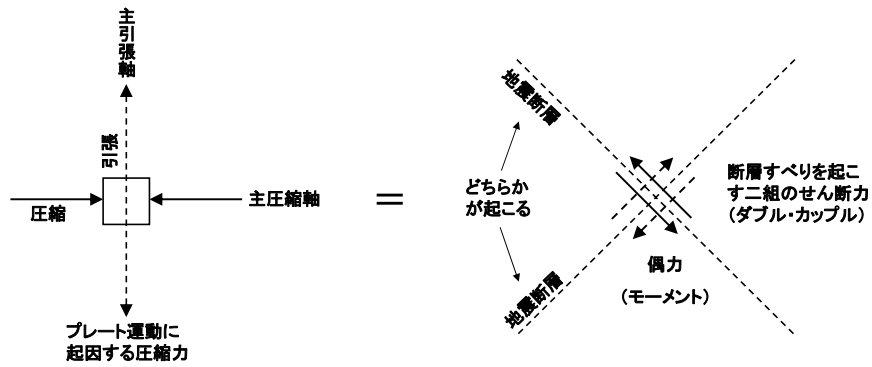 主引張軸
引張
圧縮
主圧縮軸
プレート運動に
起因する圧縮力
=
地震断層
どちらか
が起こる
地震断層
断層すべりを起こ
す二組のせん断力
(ダブル・カップル)
偶力
(モーメント)